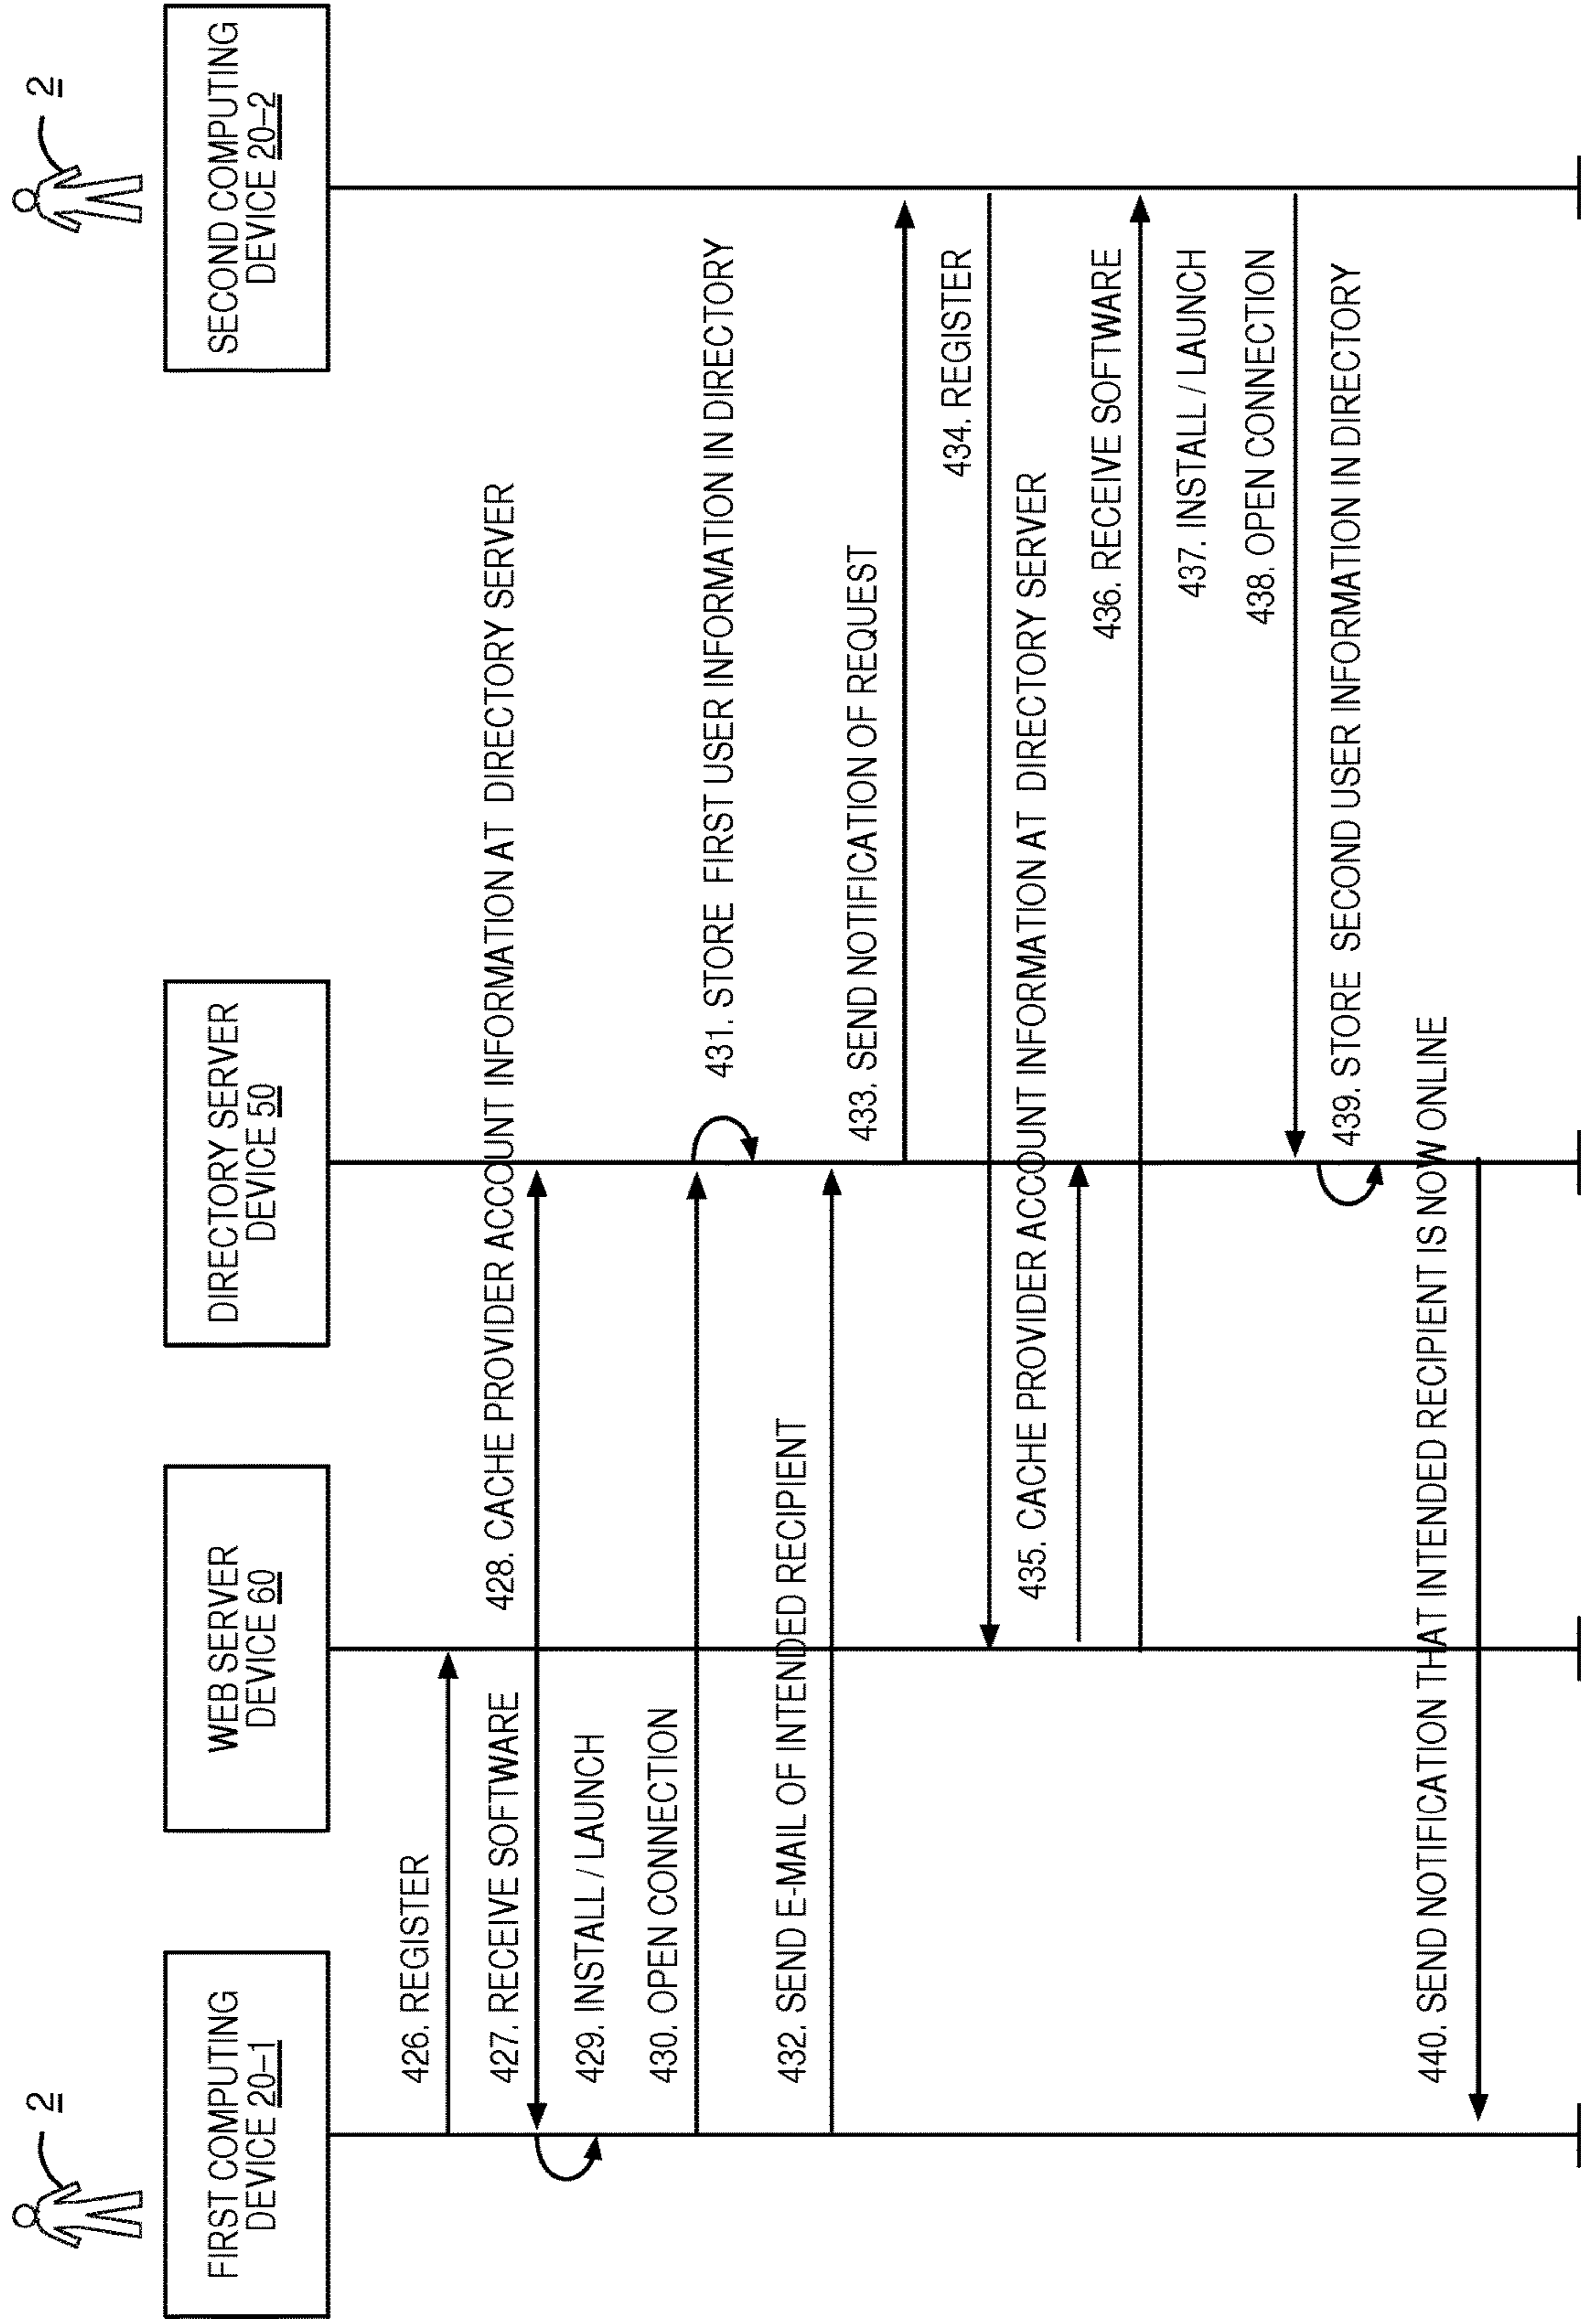 2
2
FIRST COMPUTING
DEVICE 20–1
WEB SERVER
DEVICE 60
DIRECTORY SERVER
DEVICE 50
SECOND COMPUTING
DEVICE 20–2
426. REGISTER
427. RECEIVE SOFTWARE
428. CACHE PROVIDER ACCOUNT INFORMATION AT DIRECTORY SERVER
429. INSTALL / LAUNCH
430. OPEN CONNECTION
431. STORE FIRST USER INFORMATION IN DIRECTORY
432. SEND E-MAIL OF INTENDED RECIPIENT
433. SEND NOTIFICATION OF REQUEST
434. REGISTER
435. CACHE PROVIDER ACCOUNT INFORMATION AT DIRECTORY SERVER
436. RECEIVE SOFTWARE
437. INSTALL / LAUNCH
438. OPEN CONNECTION
439. STORE SECOND USER INFORMATION IN DIRECTORY
440. SEND NOTIFICATION THAT INTENDED RECIPIENT IS NOW ONLINE